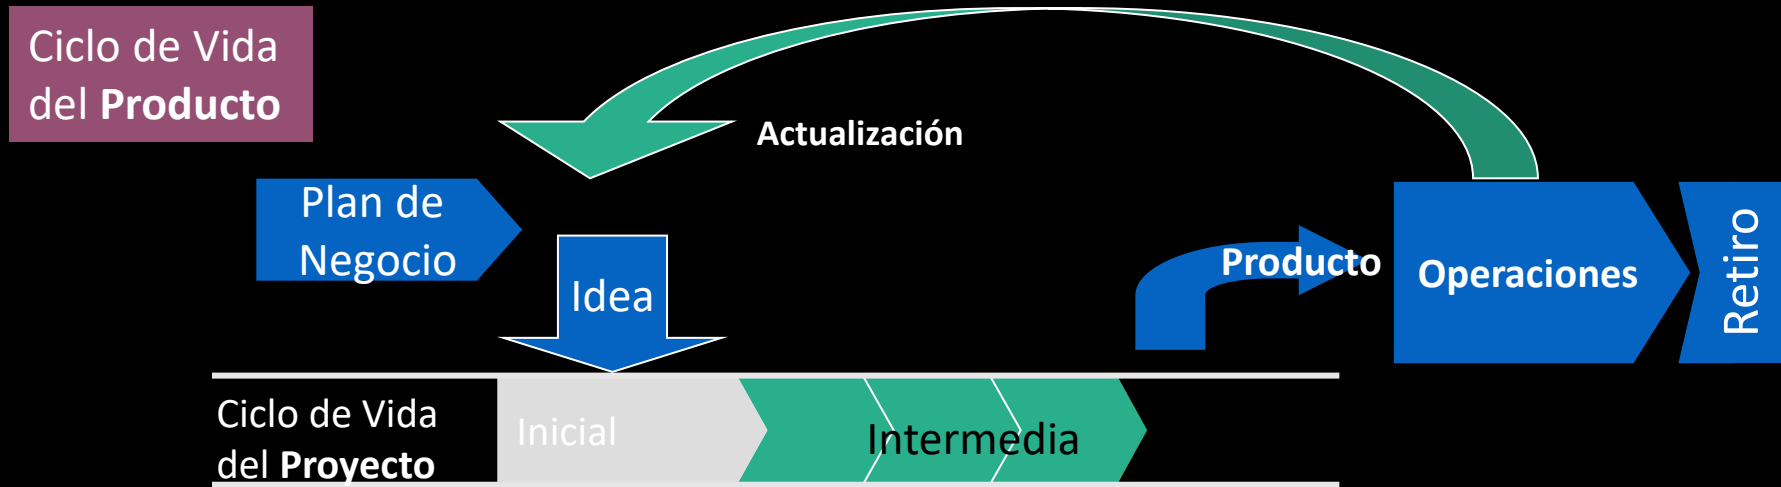 Ciclo de Vida
del Producto
Actualización
Plan de
Negocio
Idea
Producto
Operaciones
Retiro
Ciclo de Vida
del Proyecto
Inicial
Intermedia